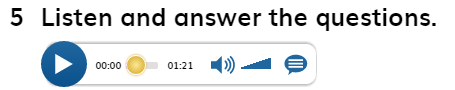 5 Listen and answer the questions.
00:00 01:21